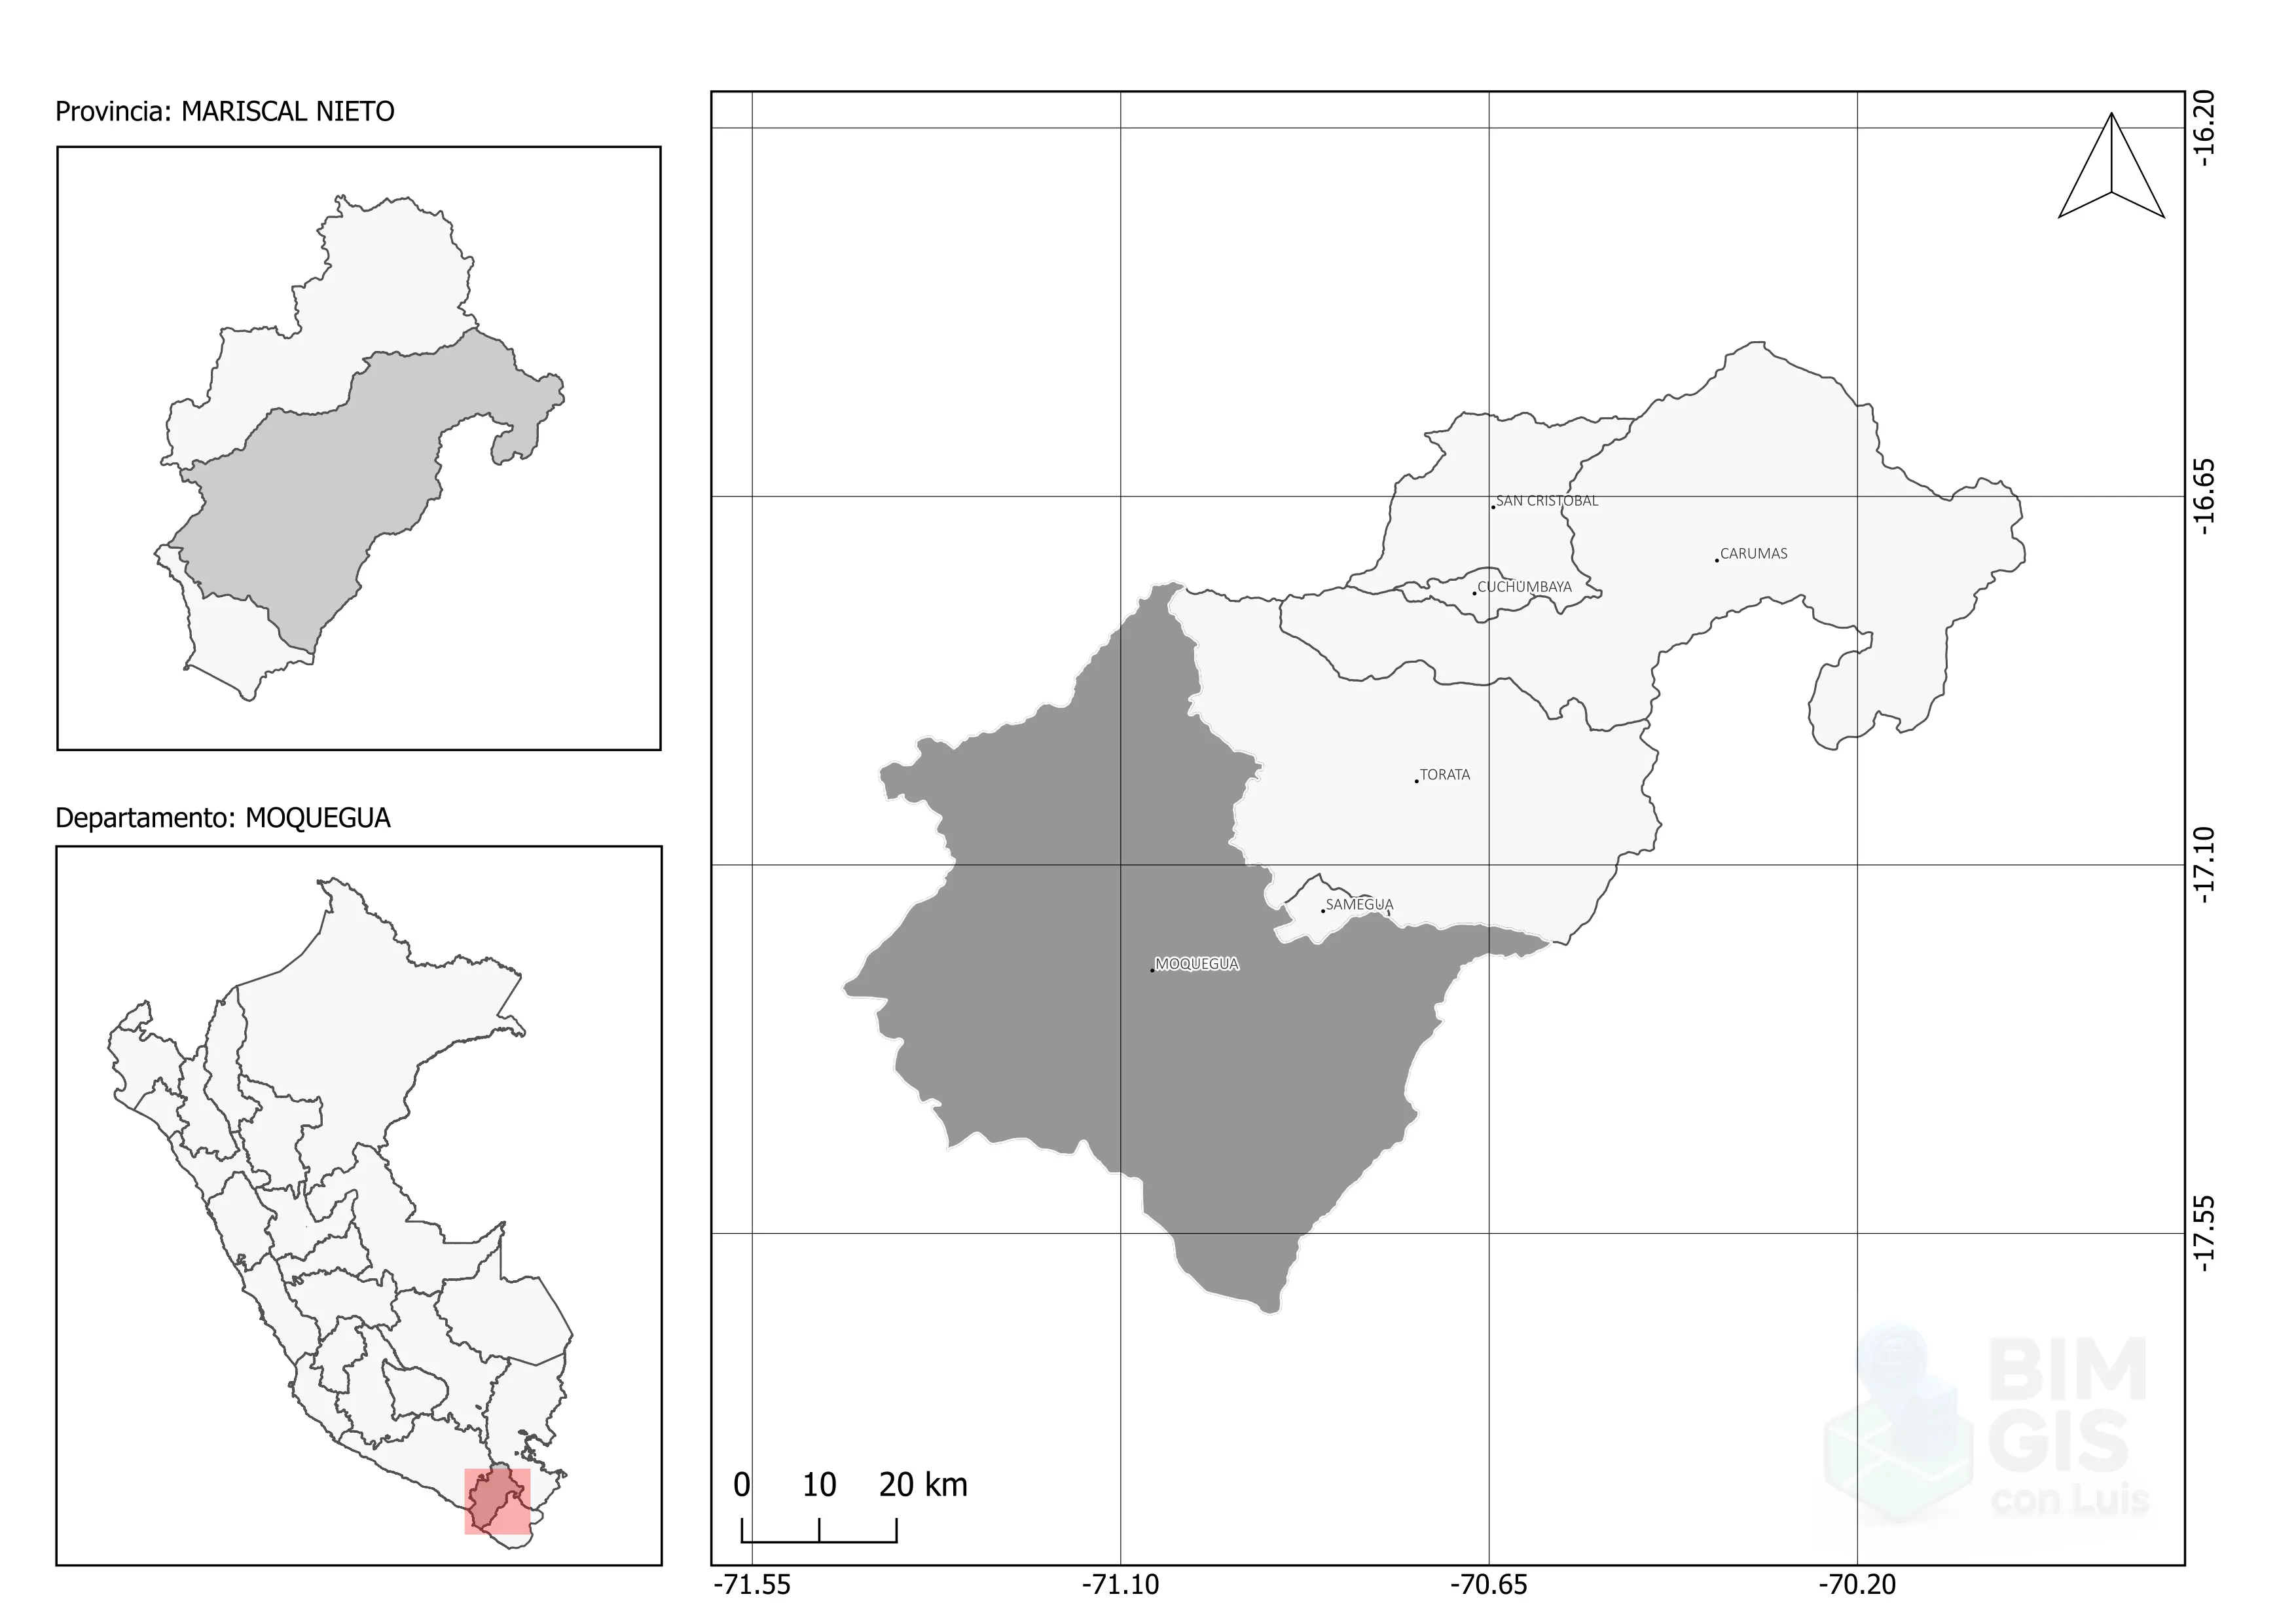 Provincia: MARISCAL NIETO
Departamento: MOQUEGUA
SAN CRISTOBAL
CARUMAS
CUCHUMBAYA
TORATA
SAMEGUA
MOQUEGUA
-16.20
-16.65
-17.10
-17.55
BIM
GIS
con Luis
0 10 20 km
-71.55 -71.10 -70.65 -70.20